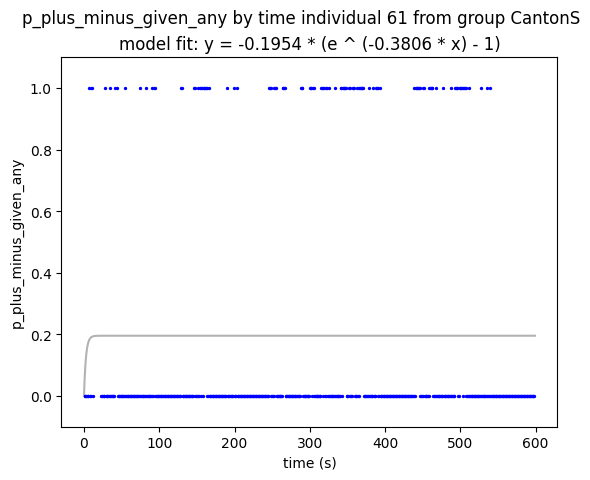 p_plus_minus_given_any by time individual 61 from group CantonS
model fit: y = -0.1954 * (e ^ (-0.3806 * x) - 1)
1.0
0.8
0.6
0.4
0.2
0.0
p_plus_minus_given_any
0 100 200 300 400 500 600
time (s)